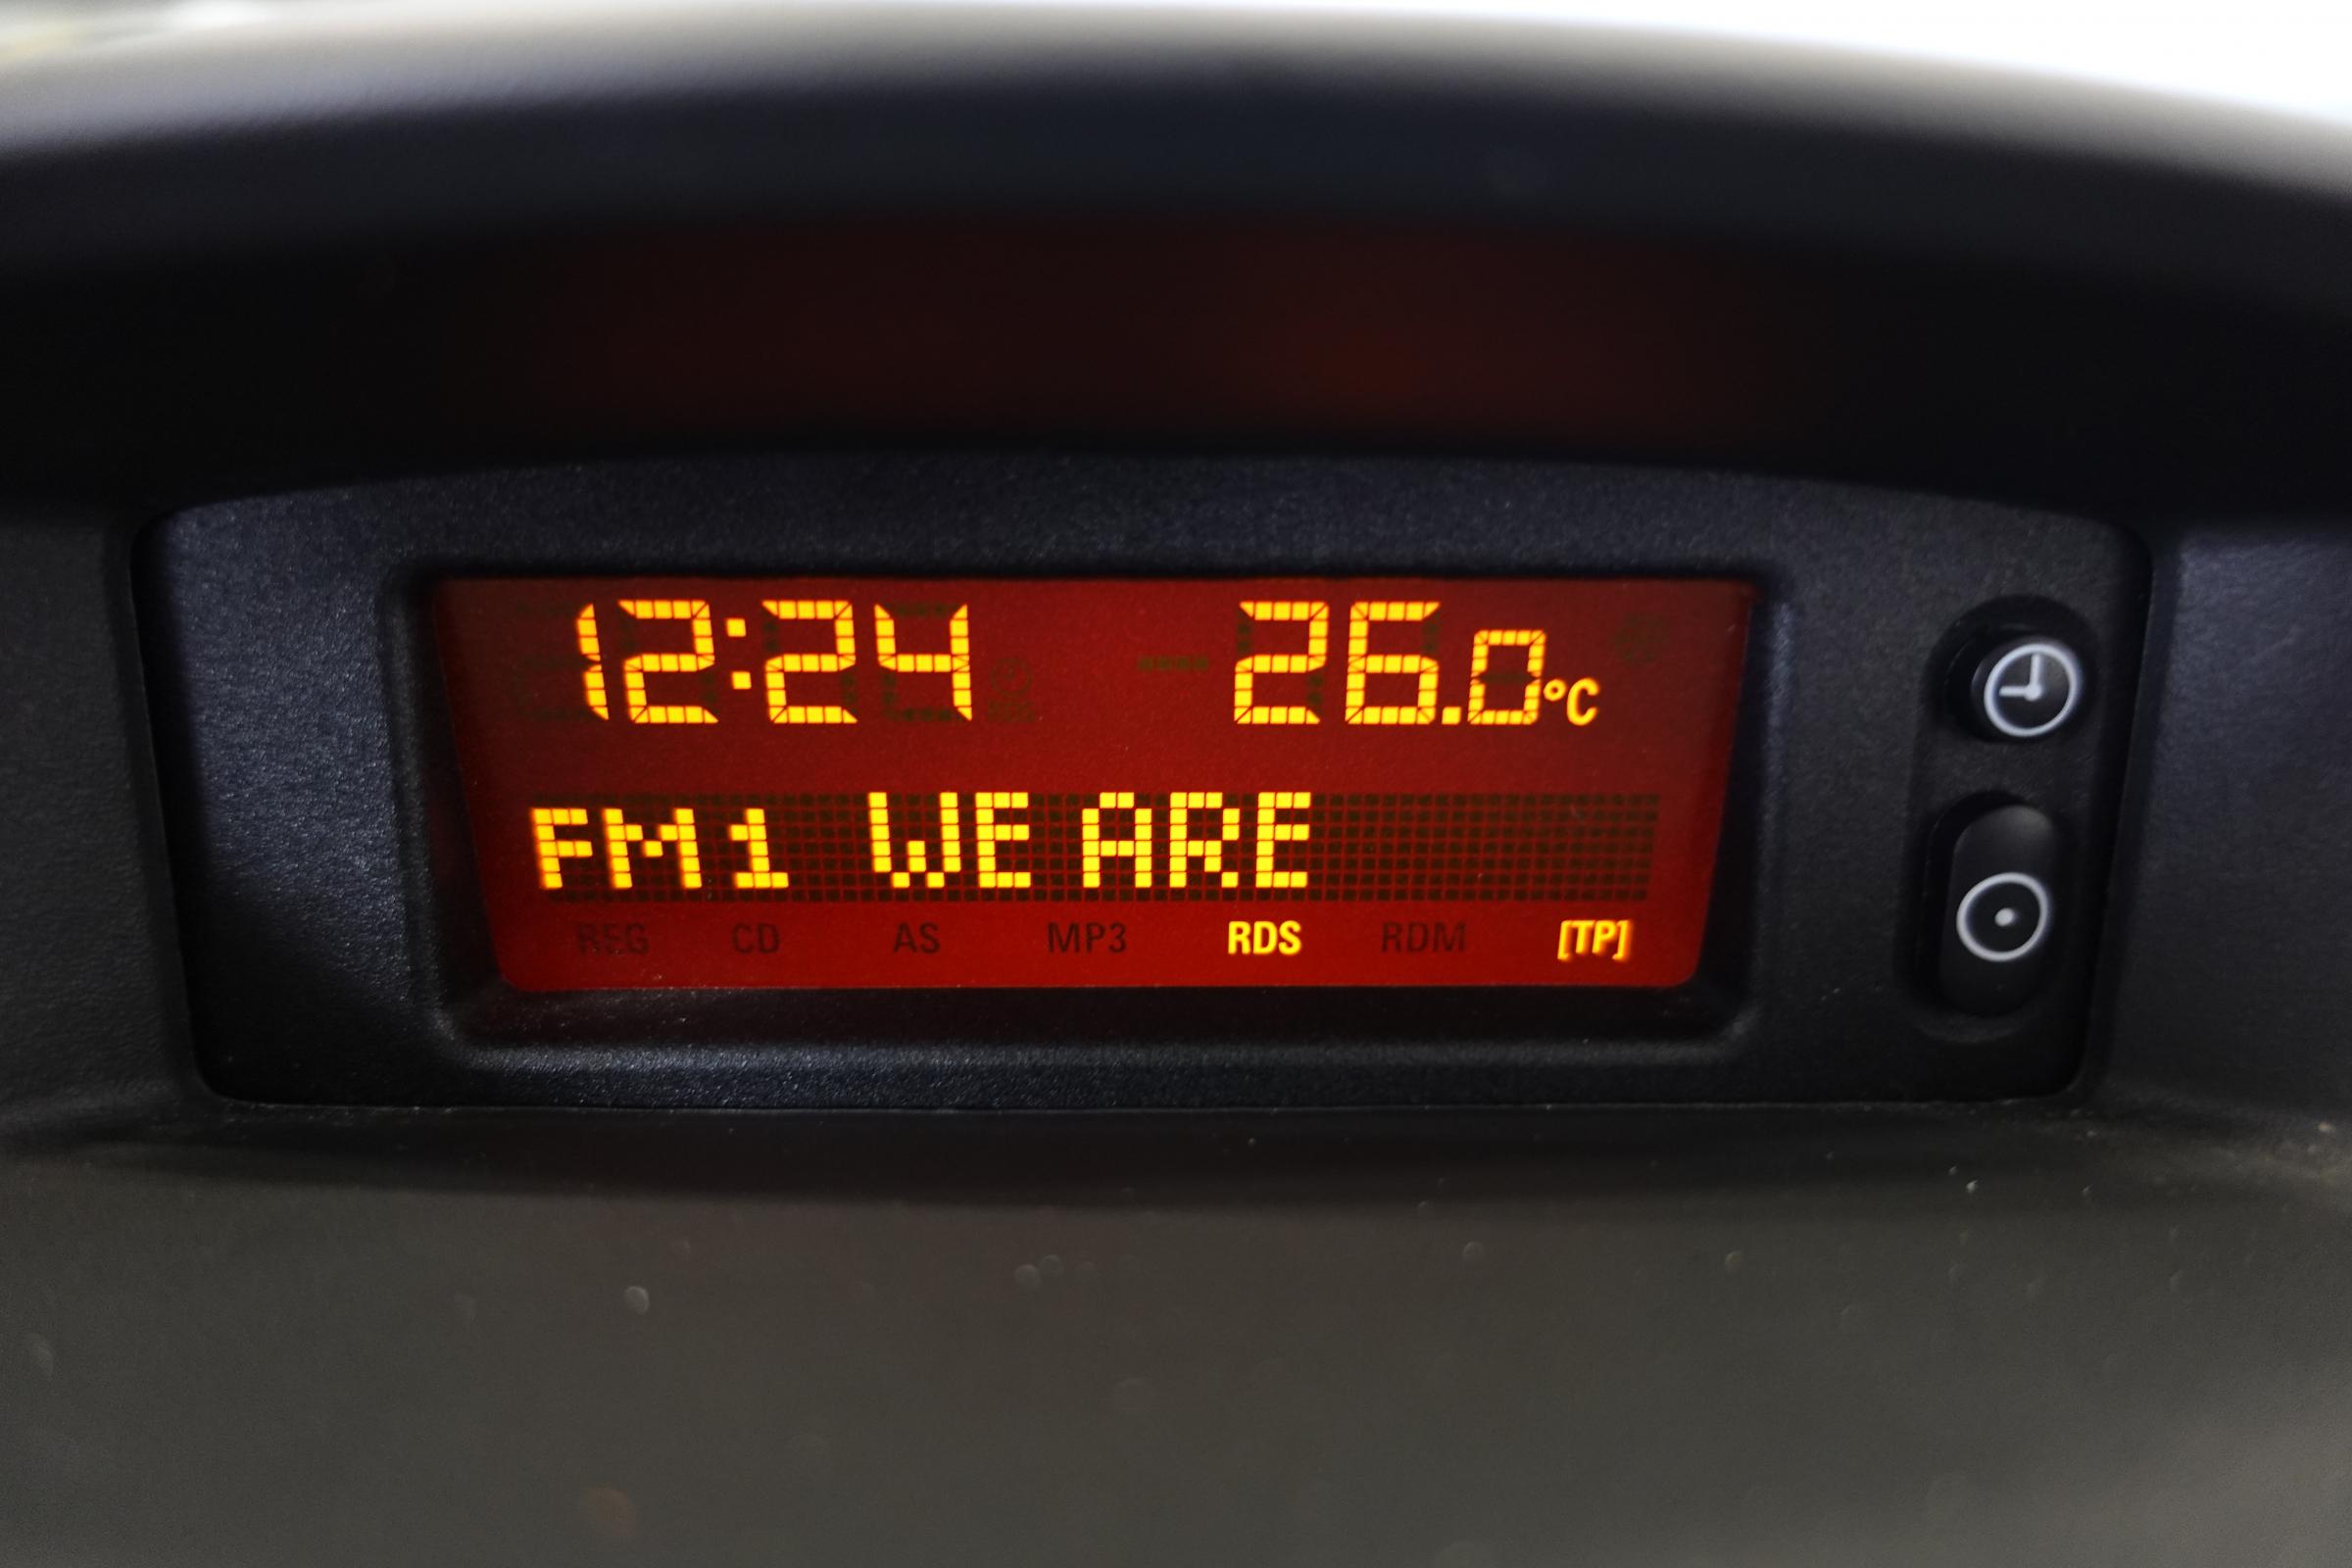 12:24 26.0°C
FM1 WE ARE
REG CD AS MP3 RDS RDM [TP]